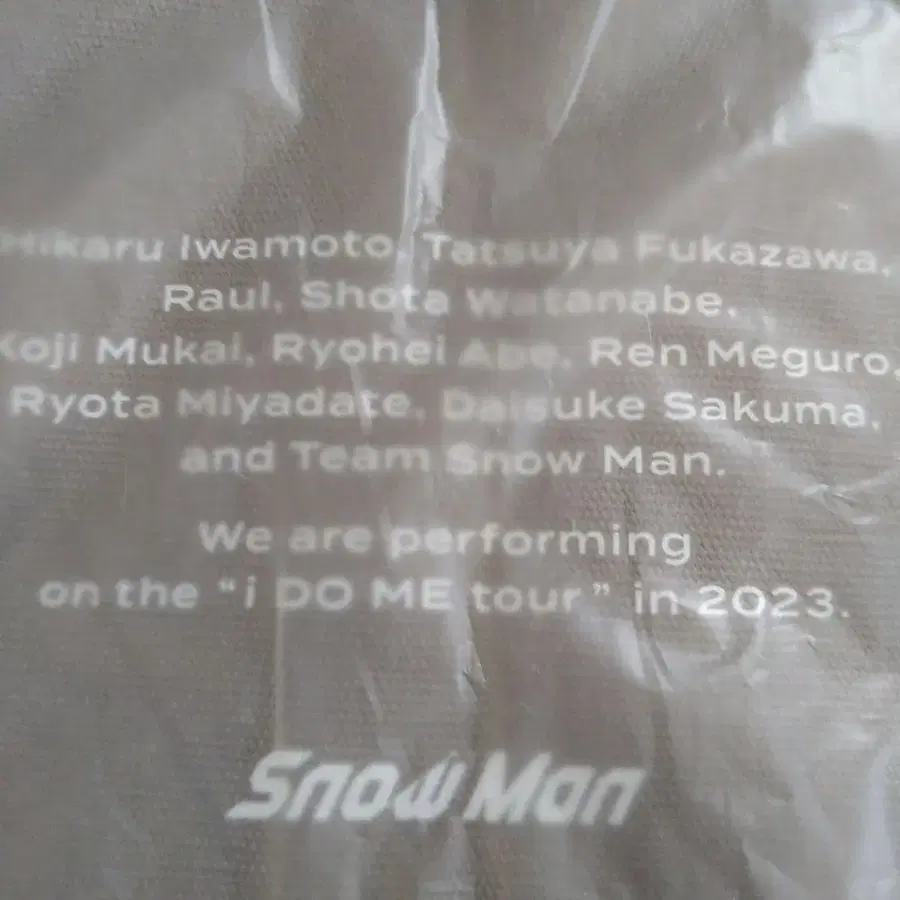 Hikaru Iwamoto, Tatsuya Fukazawa,
Raul, Shota Watanabe,
Koji Mukai, Ryohei Abe, Ren Meguro,
Ryota Miyadate, Daisuke Sakuma,
and Team Snow Man.
We are performing
on the “i DO ME tour” in 2023.
Snow Man